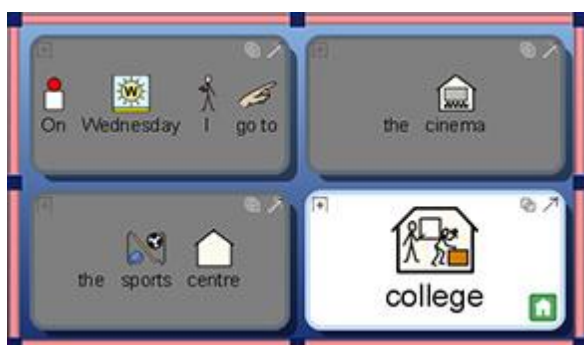 On Wednesday I go to
the cinema
the sports centre
college